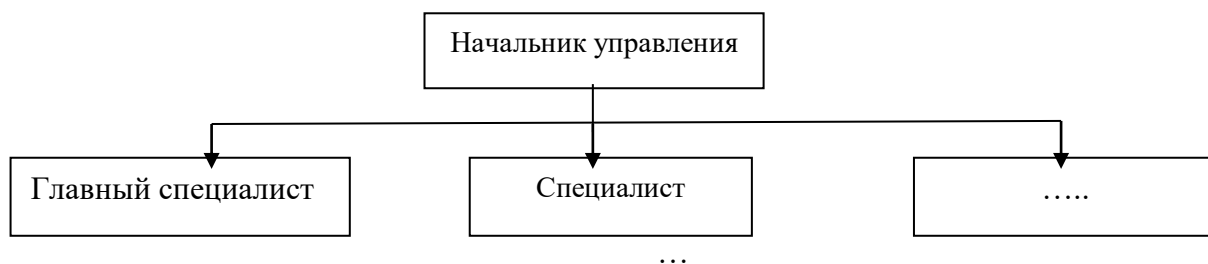 Начальник управления
Главный специалист
Специалист
…..
…